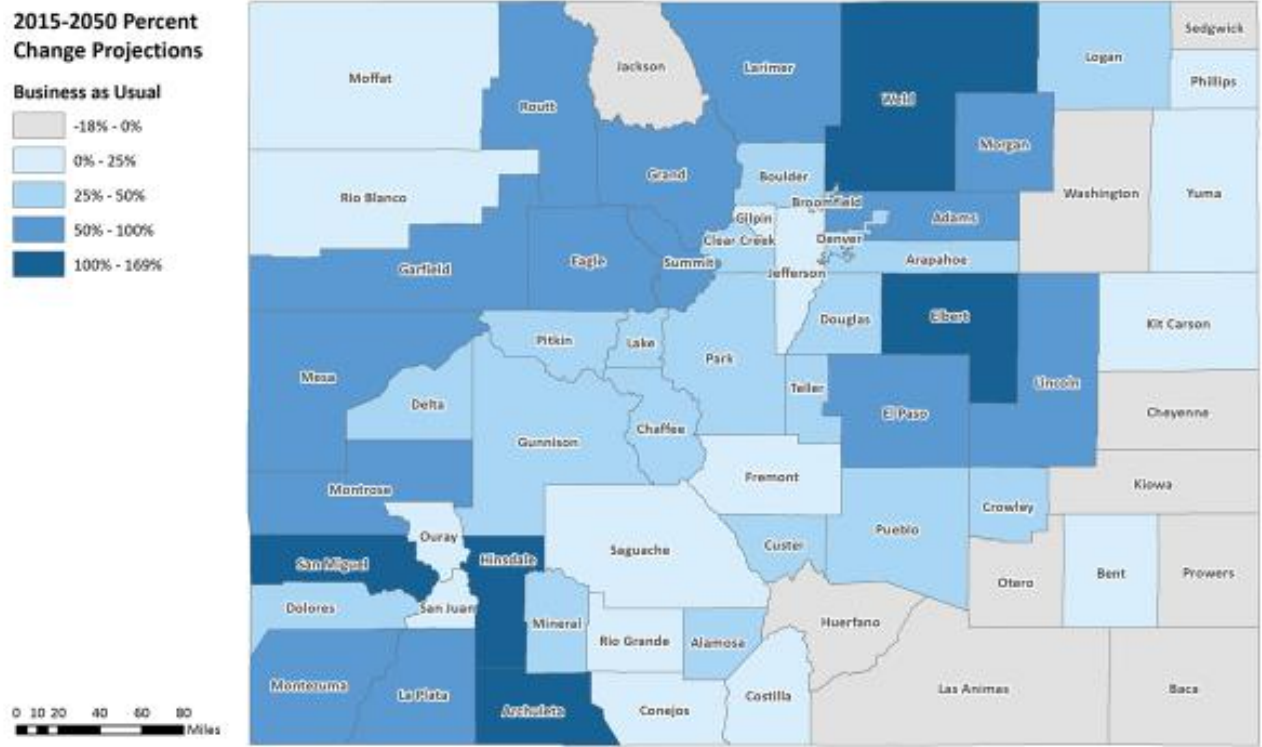 2015-2050 Percent
Change Projections
Business as Usual
-18% - 0%
0% - 25%
25% - 50%
50% - 100%
100% - 169%
0 10 20 40 60 80
Miles
Moffat
Routt
Jackson
Larimer
Weld
Logan
Sedgwick
Phillips
Morgan
Rio Blanco
Grand
Boulder
Washington
Yuma
Broomfield
Gilpin
Adams
Clear Creek
Denver
Garfield
Eagle
Summit
Jefferson
Arapahoe
Pitkin
Lake
Park
Douglas
Elbert
Kit Carson
Mesa
Delta
Teller
Lincoln
Gunnison
Chaffee
El Paso
Cheyenne
Montrose
Fremont
Kiowa
Ouray
Crowley
San Miguel
Hinsdale
Saguache
Custer
Pueblo
Otero
Bent
Prowers
Dolores
San Juan
Mineral
Rio Grande
Alamosa
Huerfano
Montezuma
La Plata
Archuleta
Conejos
Costilla
Las Animas
Baca